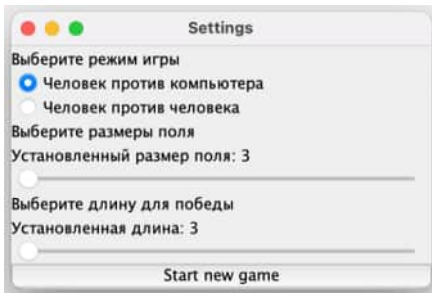 Settings
Выберите режим игры
Человек против компьютера
Человек против человека
Выберите размеры поля
Установленный размер поля: 3
Выберите длину для победы
Установленная длина: 3
Start new game